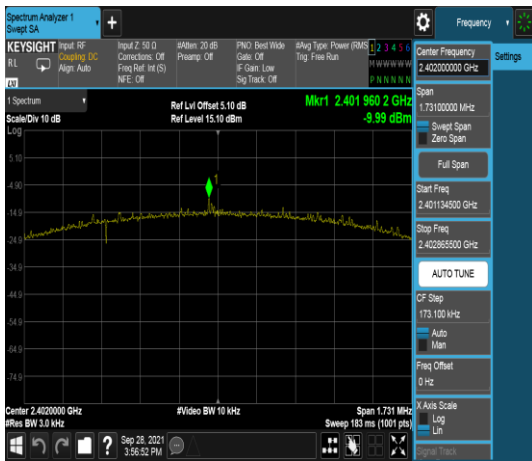 Spectrum Analyzer 1
Swept SA
Frequency
Settings
KEYSIGHT
RL
LXI
Input: RF
Coupling: DC
Align: Auto
Input Z: 50 Ω
Corrections: Off
Freq Ref: Int (S)
NFE: Off
#Atten: 20 dB
Preamp: Off
PNO: Best Wide
Gate: Off
IF Gain: Low
Sig Track: Off
#Avg Type: Power (RMS
Trig: Free Run
1 2 3 4 5 6
M W W W W W
P N N N N N
1 Spectrum
Scale/Div 10 dB
Ref Lvl Offset 5.10 dB
Ref Level 15.10 dBm
Mkr1 2.401 960 2 GHz
-9.99 dBm
Log
1
5.10
-4.90
-14.9
-24.9
-34.9
-44.9
-54.9
-64.9
-74.9
Center 2.4020000 GHz
#Res BW 3.0 kHz
#Video BW 10 kHz
Span 1.731 MHz
Sweep 183 ms (1001 pts)
Center Frequency
2.402000000 GHz
Span
1.73100000 MHz
Swept Span
Zero Span
Full Span
Start Freq
2.401134500 GHz
Stop Freq
2.402865500 GHz
AUTO TUNE
CF Step
173.100 kHz
Auto
Man
Freq Offset
0 Hz
X Axis Scale
Log
Lin
Signal Track
?
Sep 28, 2021
3:56:52 PM